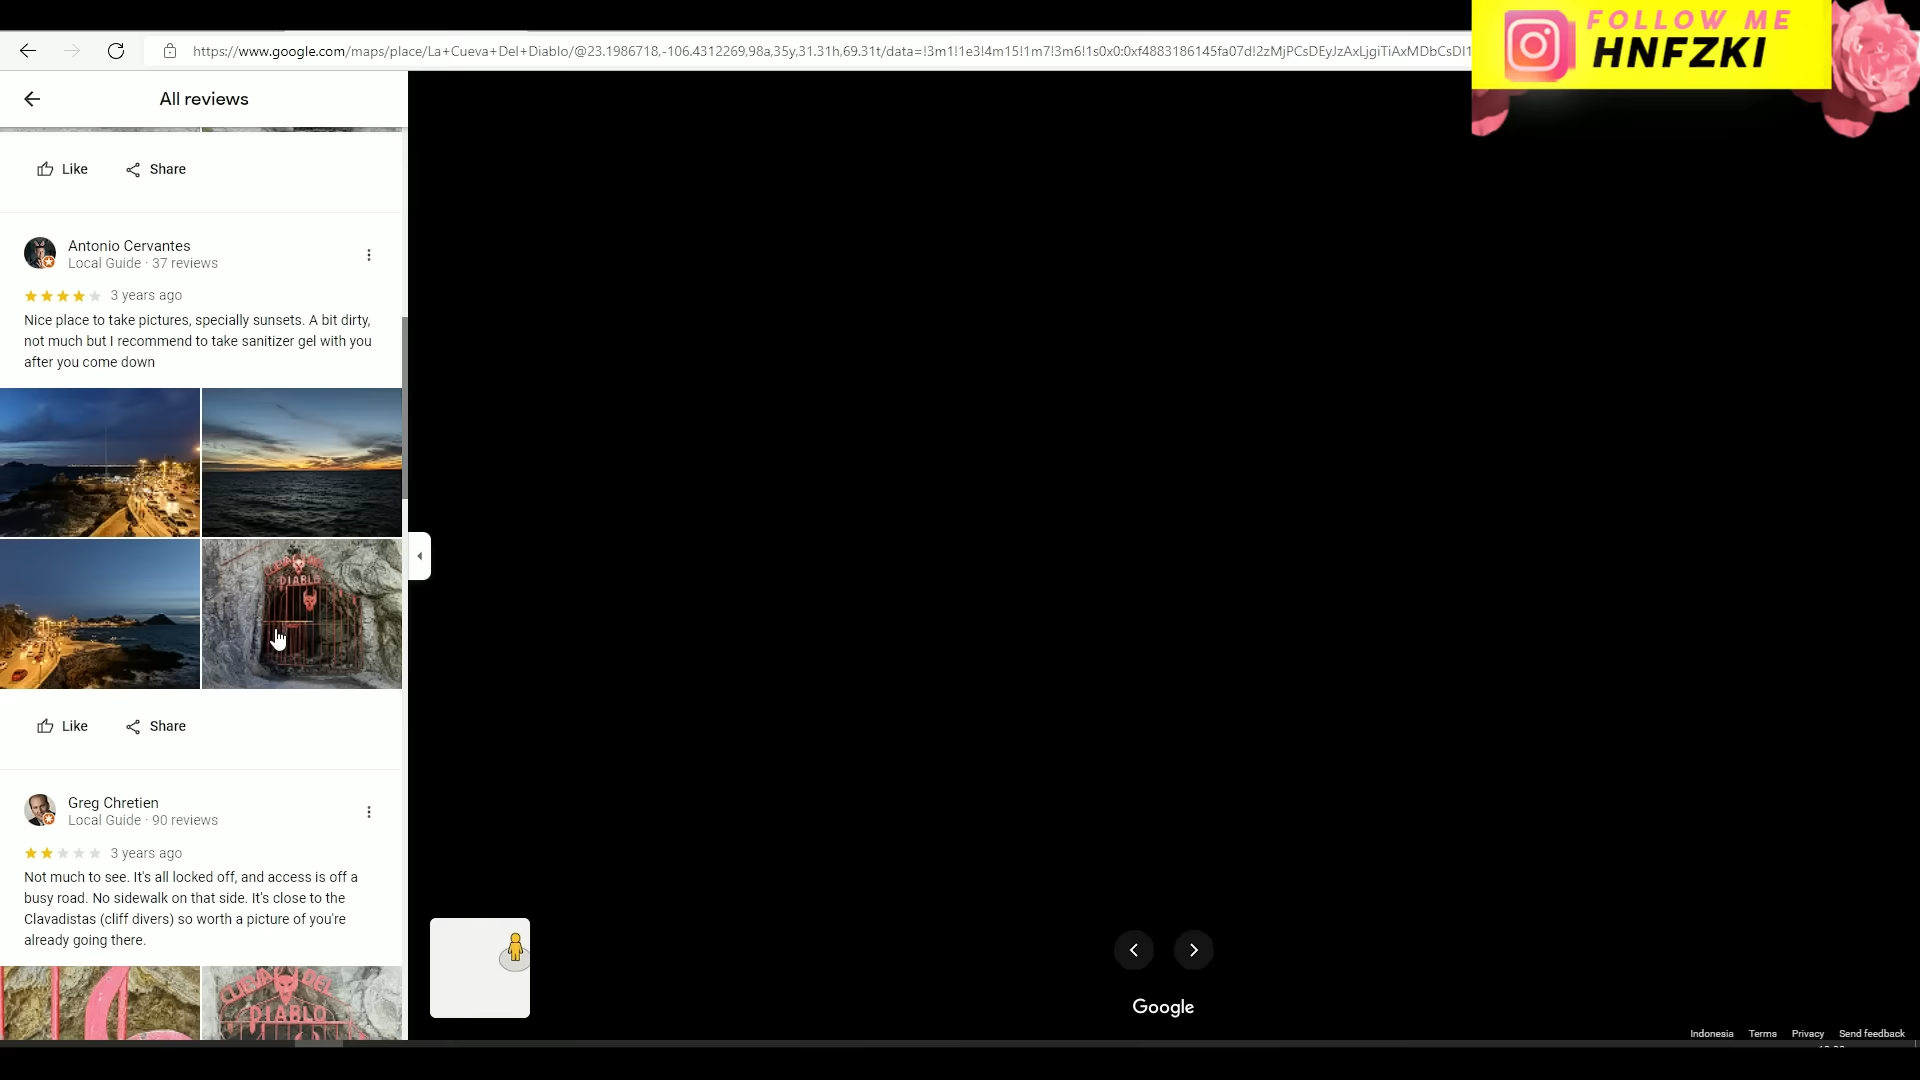 https://www.google.com/maps/place/La+Cueva+Del+Diablo/@23.1986718,-106.4312269,98a,35y,31.31h,69.31t/data=!3m1!1e3!4m15!1m7!3m6!1s0x0:0xf4883186145fa07d!2zMjPCsDEyJzAxLjgiTiAxMDbCsDI1
FOLLOW ME
HNFZKI
All reviews
Like Share
Antonio Cervantes
Local Guide · 37 reviews
3 years ago
Nice place to take pictures, specially sunsets. A bit dirty,
not much but I recommend to take sanitizer gel with you
after you come down
CUEVA DEL
DIABLO
Like Share
Greg Chretien
Local Guide · 90 reviews
3 years ago
Not much to see. It's all locked off, and access is off a
busy road. No sidewalk on that side. It's close to the
Clavadistas (cliff divers) so worth a picture of you're
already going there.
CUEVA DEL
DIABLO
Google
Indonesia Terms Privacy Send feedback